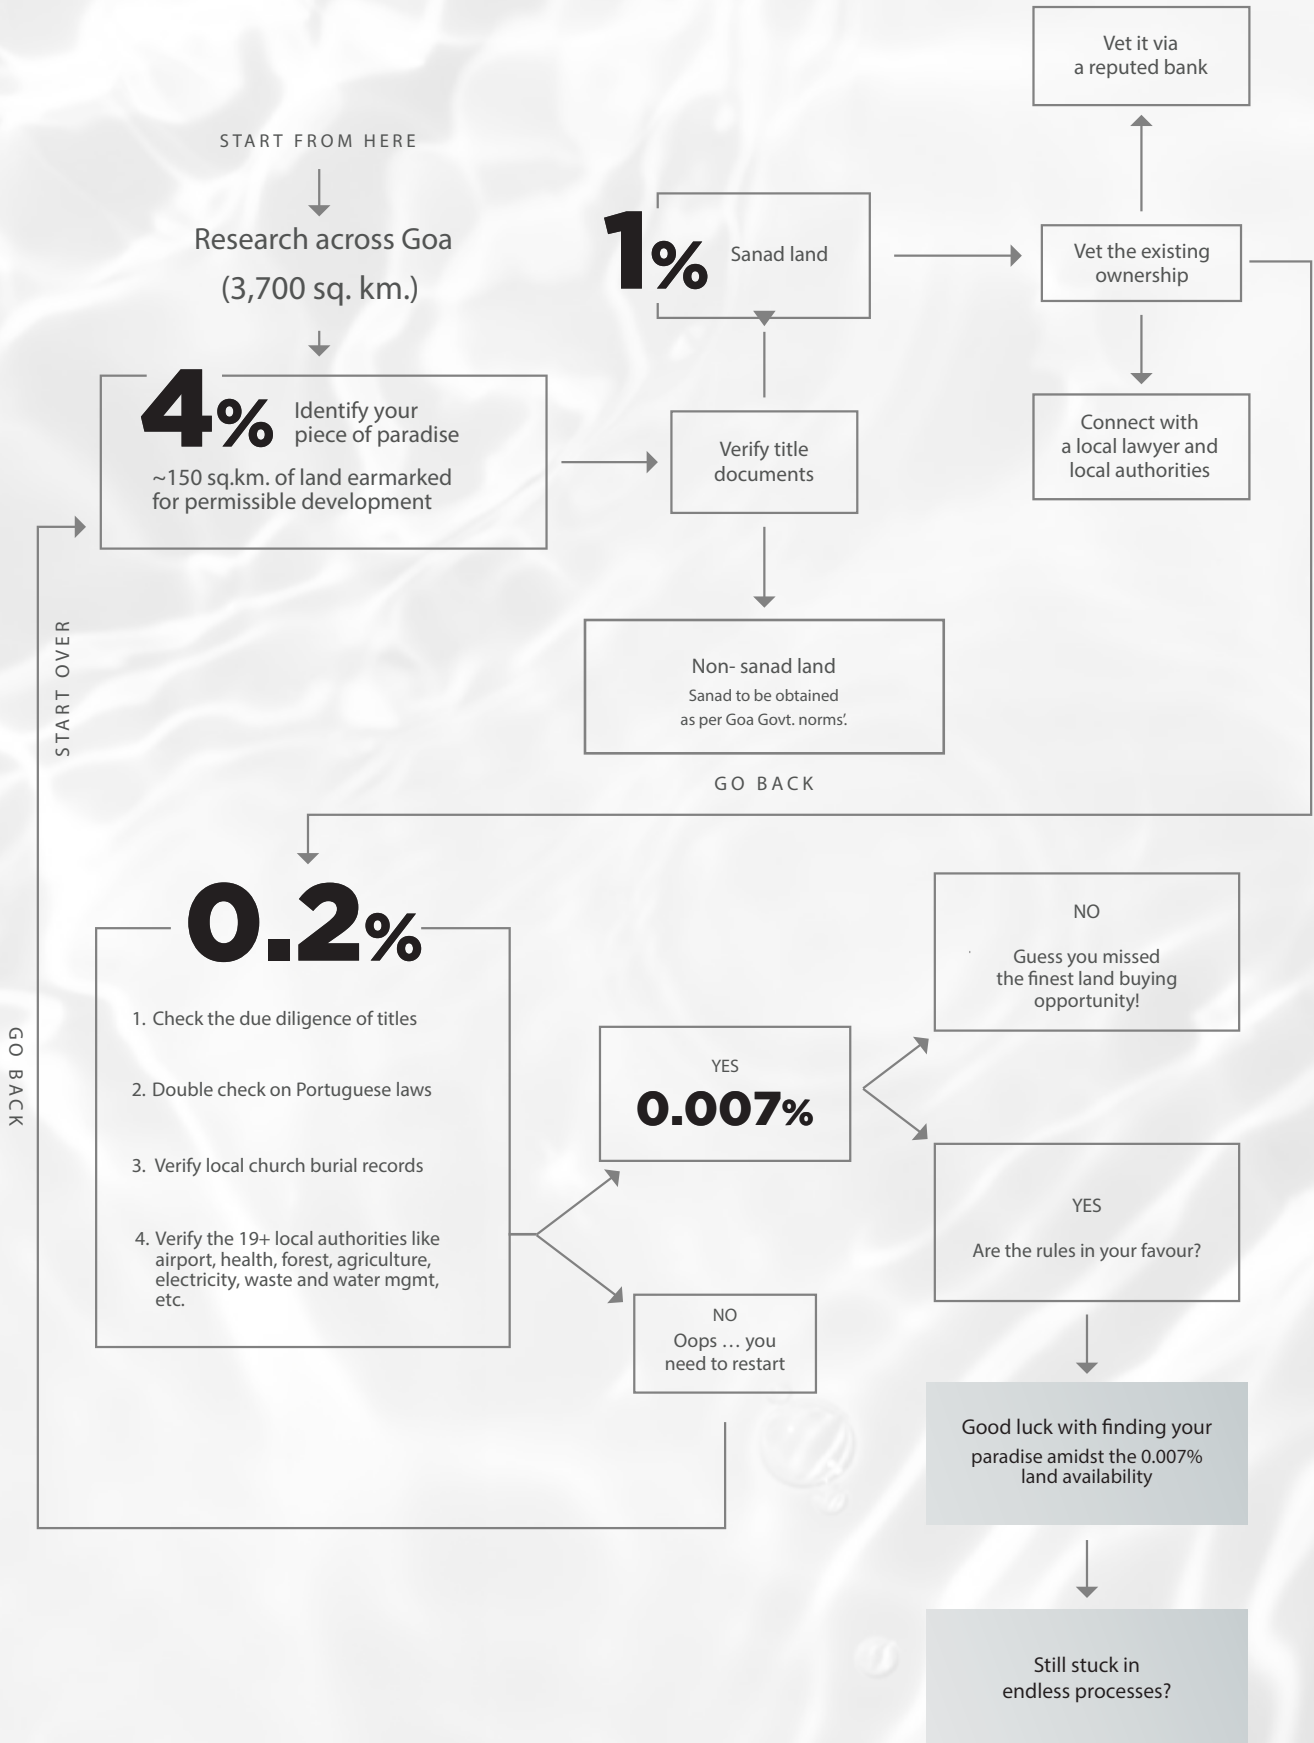 START FROM HERE
Research across Goa
(3,700 sq. km.)
4%
Identify your
piece of paradise
~150 sq.km. of land earmarked
for permissible development
Verify title
documents
1%
Sanad land
Non- sanad land
Sanad to be obtained
as per Goa Govt. norms'.
GO BACK
Vet the existing
ownership
Vet it via
a reputed bank
Connect with
a local lawyer and
local authorities
0.2%
1. Check the due diligence of titles
2. Double check on Portuguese laws
3. Verify local church burial records
4. Verify the 19+ local authorities like
airport, health, forest, agriculture,
electricity, waste and water mgmt,
etc.
YES
0.007%
NO
Oops ... you
need to restart
GO BACK
START OVER
NO
Guess you missed
the finest land buying
opportunity!
YES
Are the rules in your favour?
Good luck with finding your
paradise amidst the 0.007%
land availability
Still stuck in
endless processes?